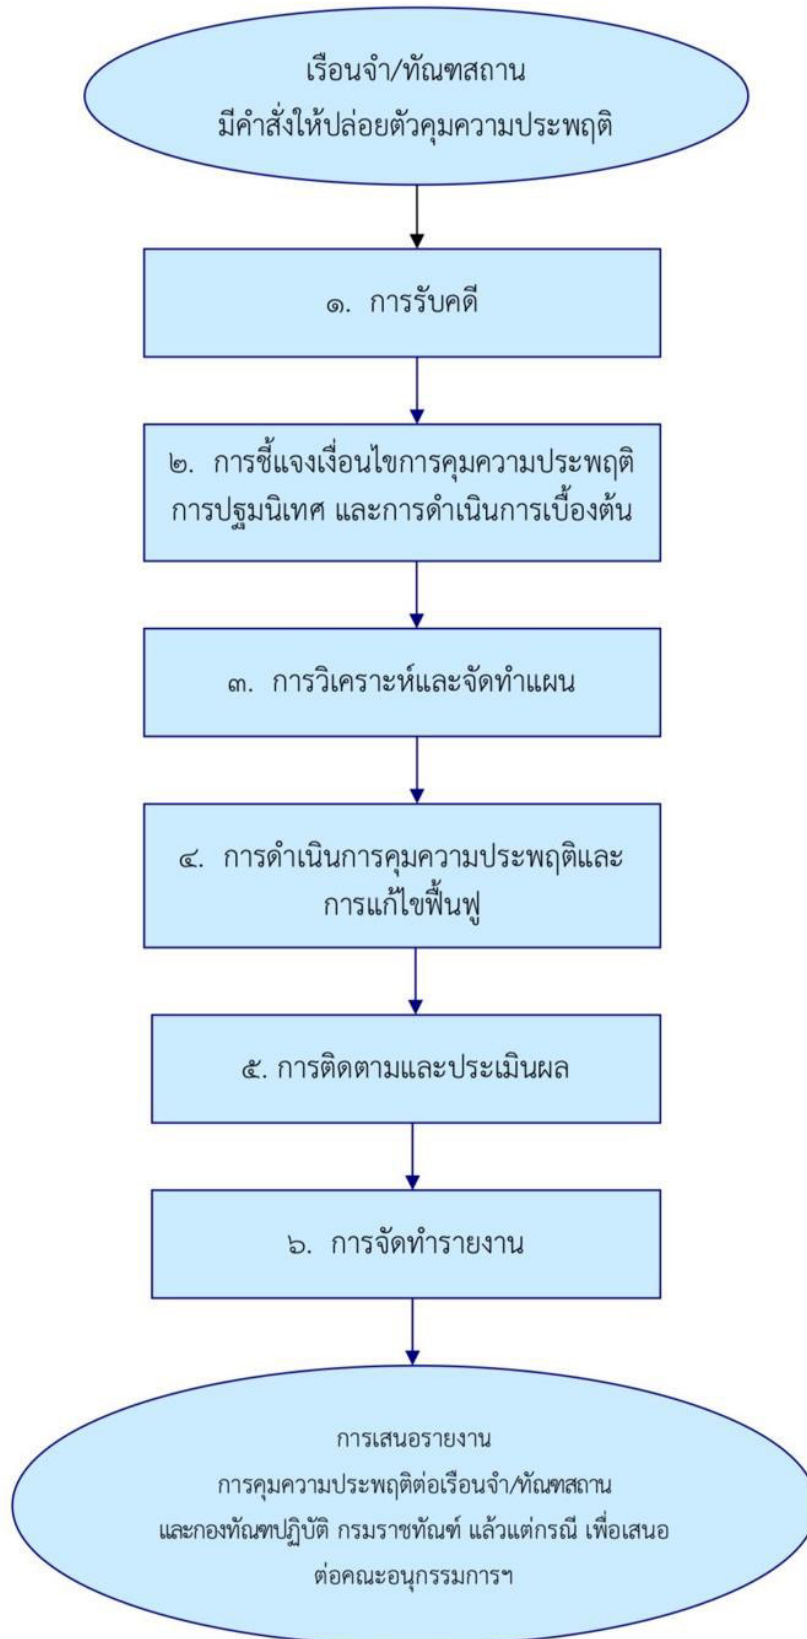 เรือนจำ/ทัณฑสถาน
มีคำสั่งให้ปล่อยตัวคุมความประพฤติ
๑. การรับคดี
๒. การชี้แจงเงื่อนไขการคุมความประพฤติ
การปฐมนิเทศ และการดำเนินการเบื้องต้น
๓. การวิเคราะห์และจัดทำแผน
๔. การดำเนินการคุมความประพฤติและ
การแก้ไขฟื้นฟู
๕. การติดตามและประเมินผล
๖. การจัดทำรายงาน
การเสนอรายงาน
การคุมความประพฤติต่อเรือนจำ/ทัณฑสถาน
และกองทัณฑปฏิบัติ กรมราชทัณฑ์ แล้วแต่กรณี เพื่อเสนอ
ต่อคณะอนุกรรมการฯ